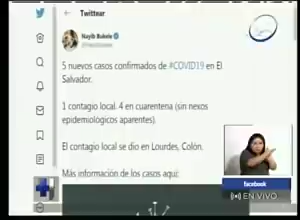 Twittear
Nayib Bukele
5 nuevos casos confirmados de #COVID19 en El
Salvador.
1 contagio local. 4 en cuarentena (sin nexos
epidemiológicos aparentes).
El contagio local se dio en Lourdes, Colón.
Más información de los casos aquí:
facebook
EN VIVO